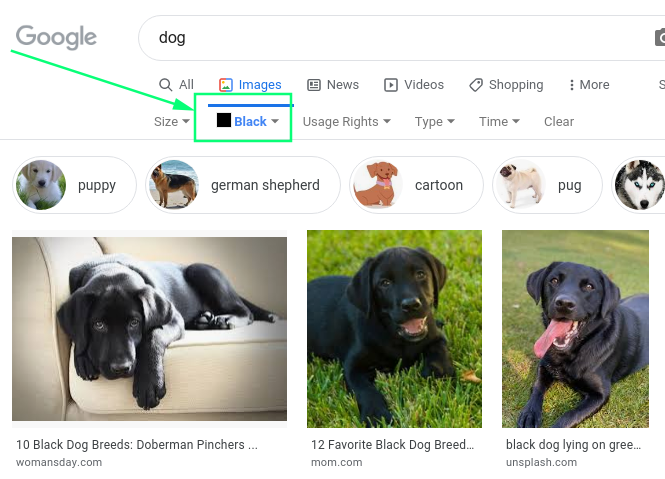 Google
dog
All Images News Videos Shopping More S
Size Black Usage Rights Type Time Clear
puppy german shepherd cartoon pug
10 Black Dog Breeds: Doberman Pinchers ... 12 Favorite Black Dog Breed... black dog lying on gree...
womansday.com mom.com unsplash.com